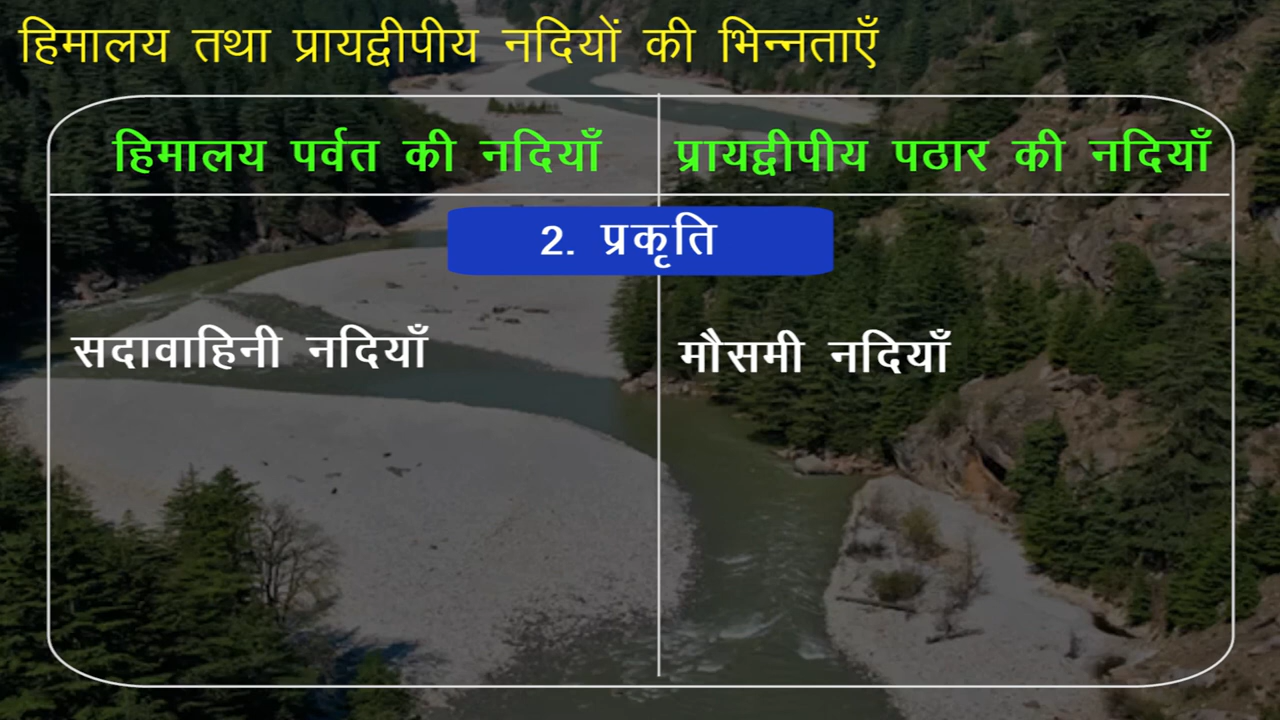 हिमालय तथा प्रायद्वीपीय नदियों की भिन्नताएँ
हिमालय पर्वत की नदियाँ
प्रायद्वीपीय पठार की नदियाँ
2. प्रकृति
सदावाहिनी नदियाँ
मौसमी नदियाँ